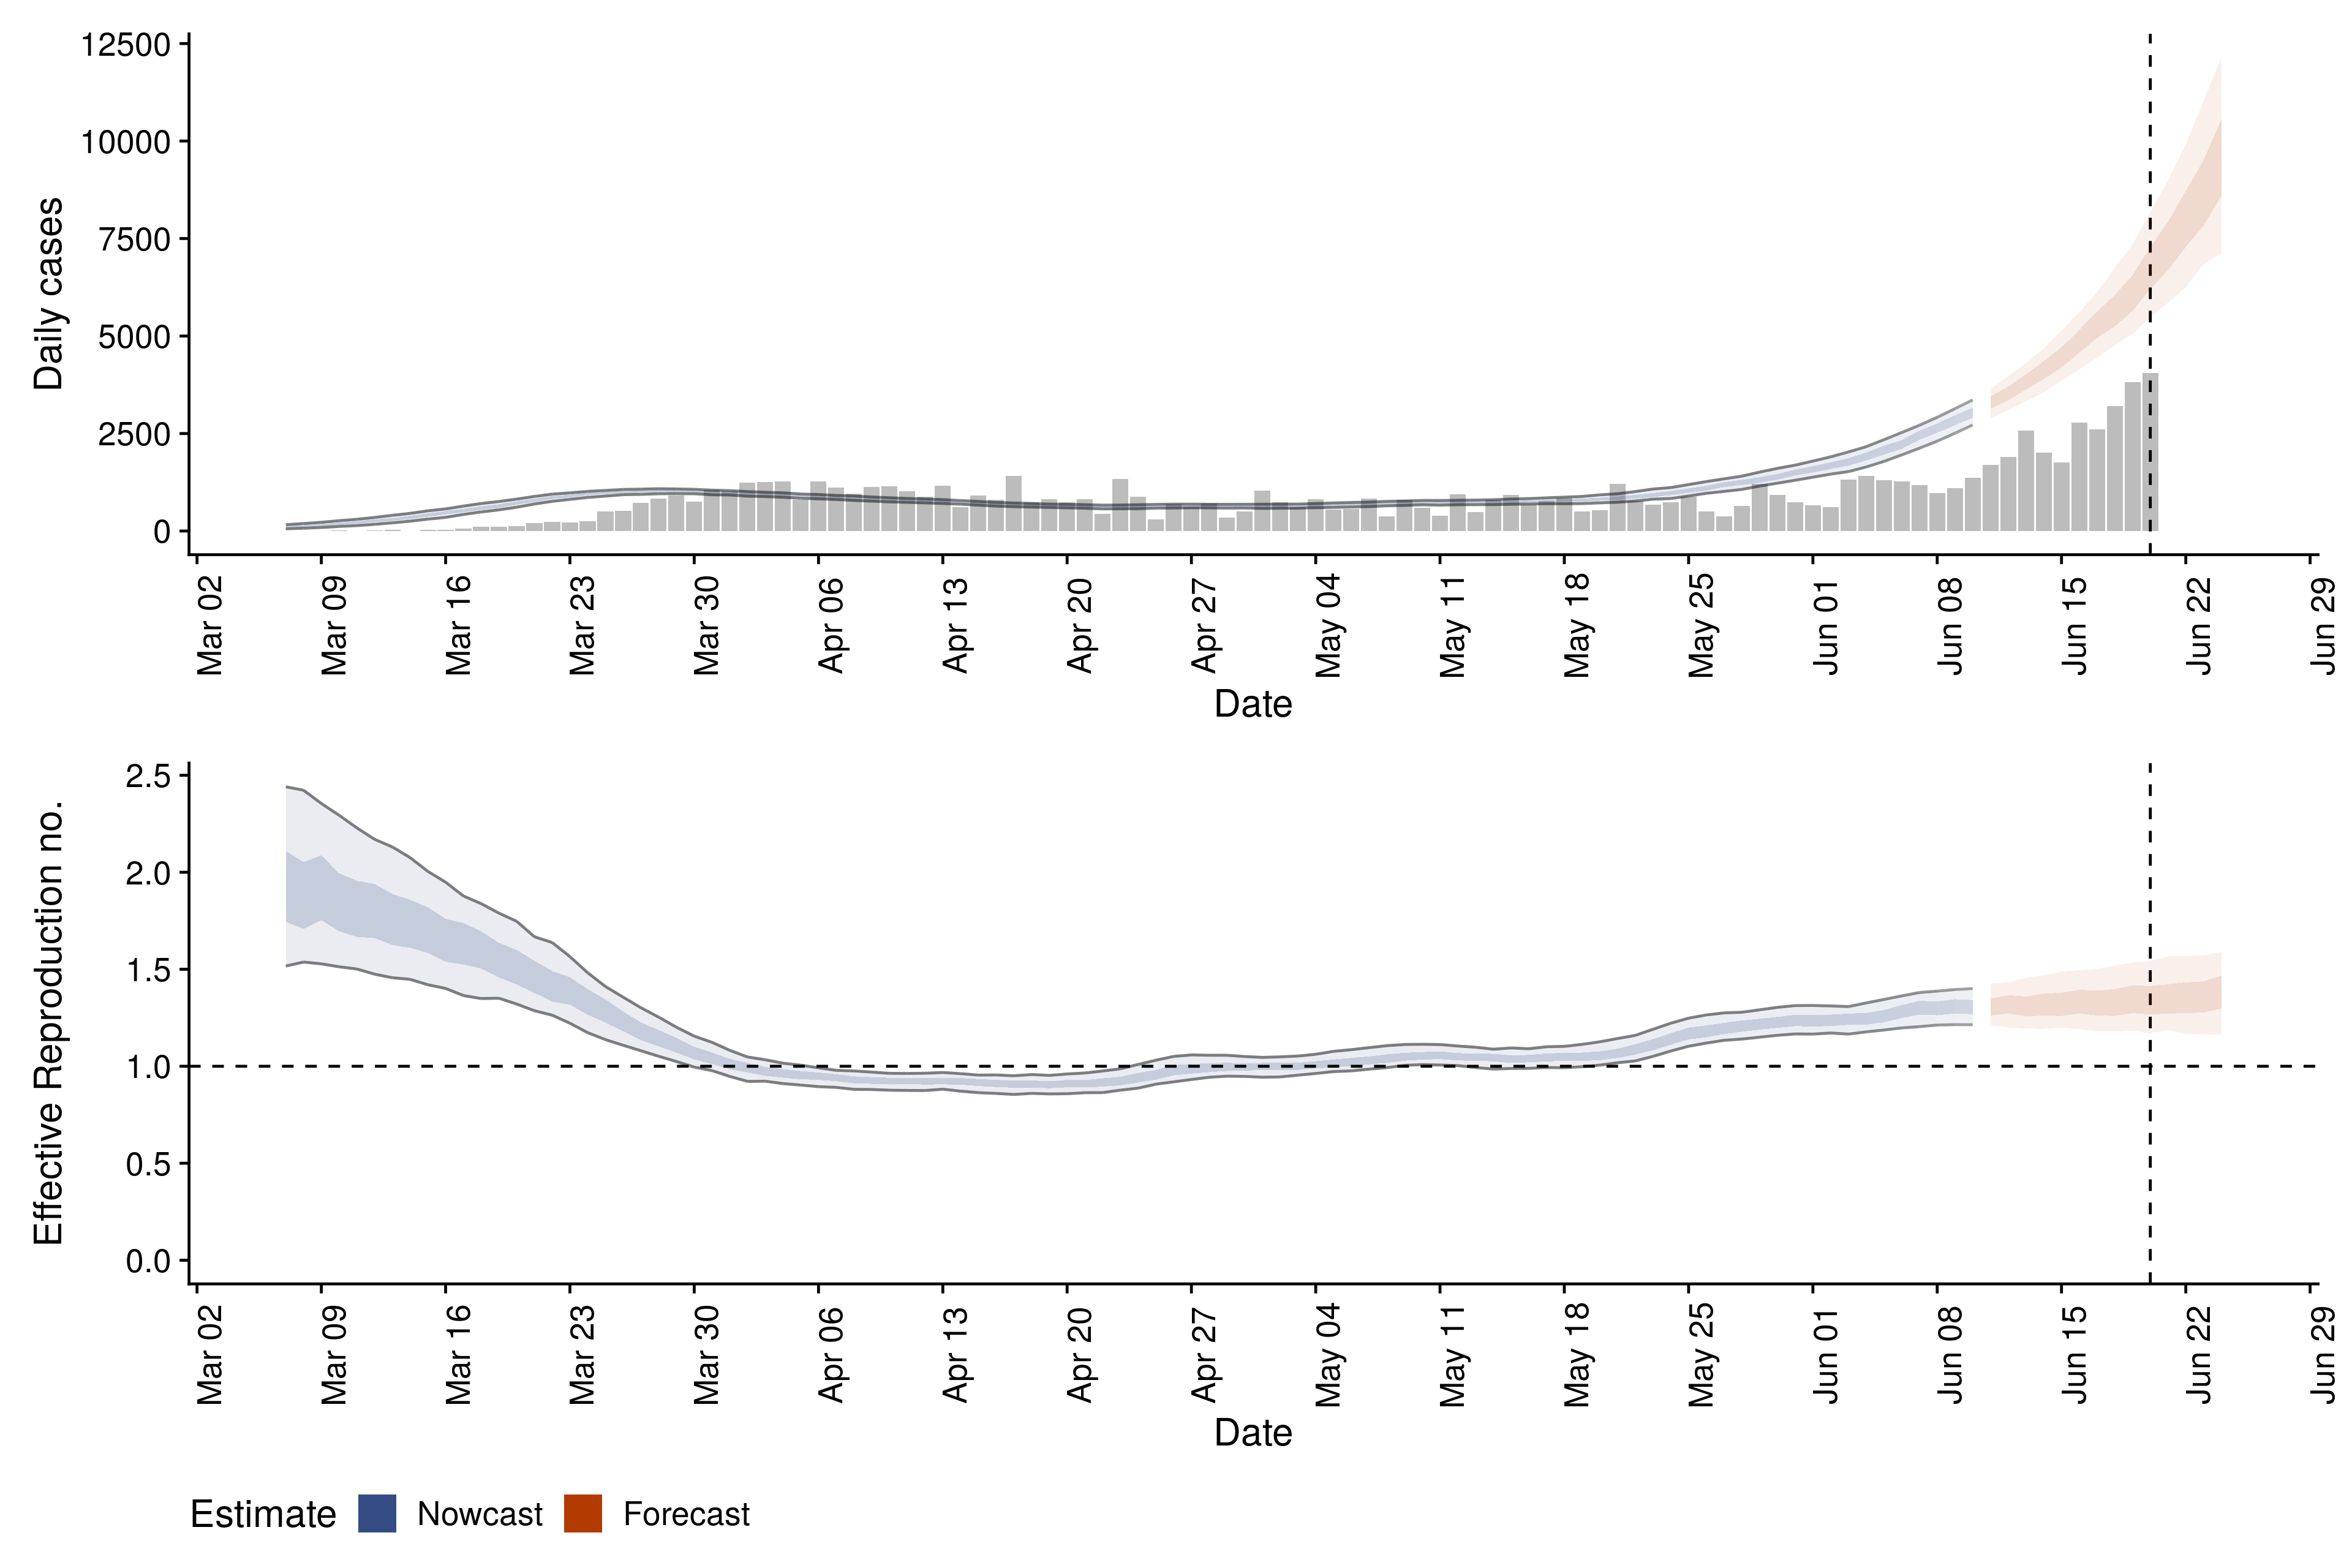 12500
10000
7500
5000
2500
0
Daily cases
Mar 02 Mar 09 Mar 16 Mar 23 Mar 30 Apr 06 Apr 13 Apr 20 Apr 27 May 04 May 11 May 18 May 25 Jun 01 Jun 08 Jun 15 Jun 22 Jun 29
Date
2.5
2.0
1.5
1.0
0.5
0.0
Effective Reproduction no.
Mar 02 Mar 09 Mar 16 Mar 23 Mar 30 Apr 06 Apr 13 Apr 20 Apr 27 May 04 May 11 May 18 May 25 Jun 01 Jun 08 Jun 15 Jun 22 Jun 29
Date
Estimate Nowcast Forecast